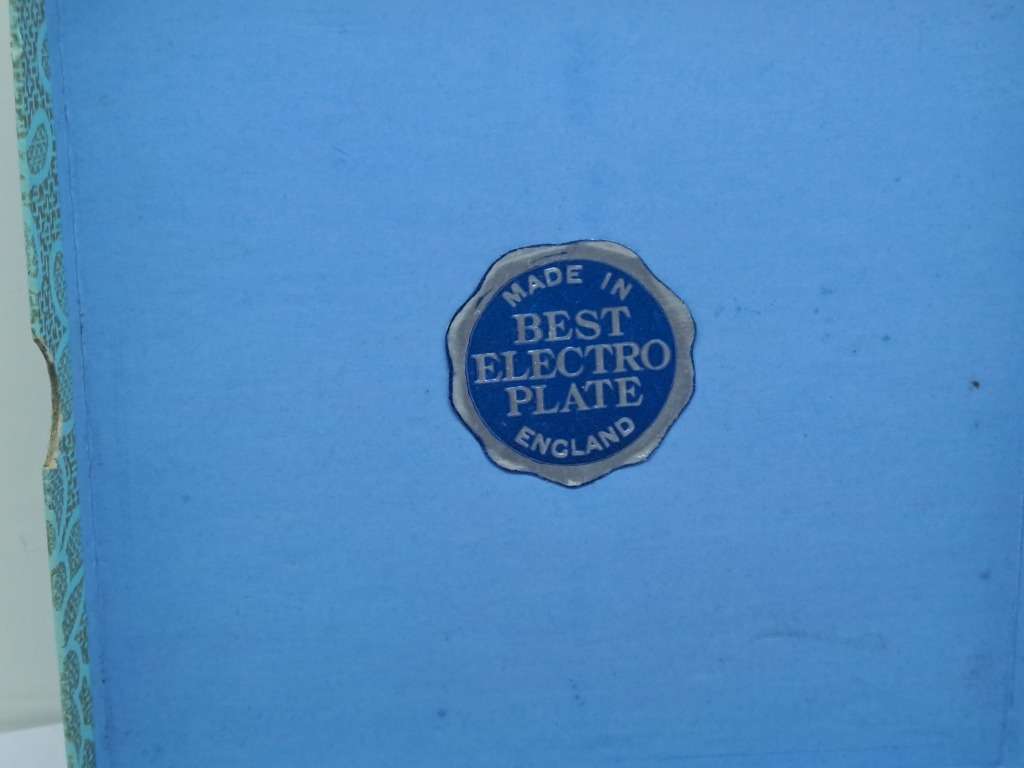 MADE IN
BEST
ELECTRO
PLATE
ENGLAND